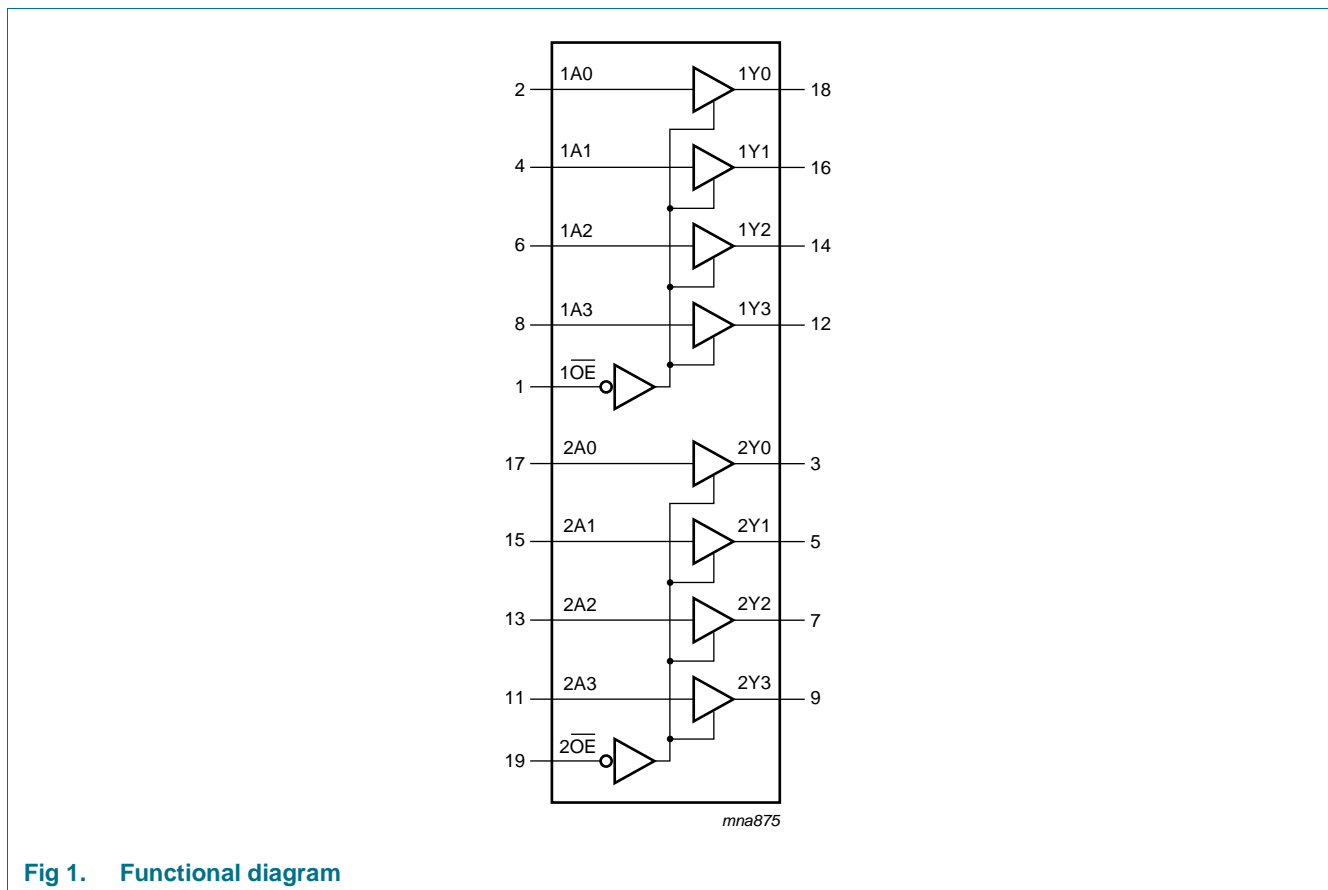 1A0 1Y0
2 18
1A1 1Y1
4 16
1A2 1Y2
6 14
1A3 1Y3
8 12
1O̅E̅
1
2A0 2Y0
17 3
2A1 2Y1
15 5
2A2 2Y2
13 7
2A3 2Y3
11 9
2O̅E̅
19
mna875
Fig 1. Functional diagram